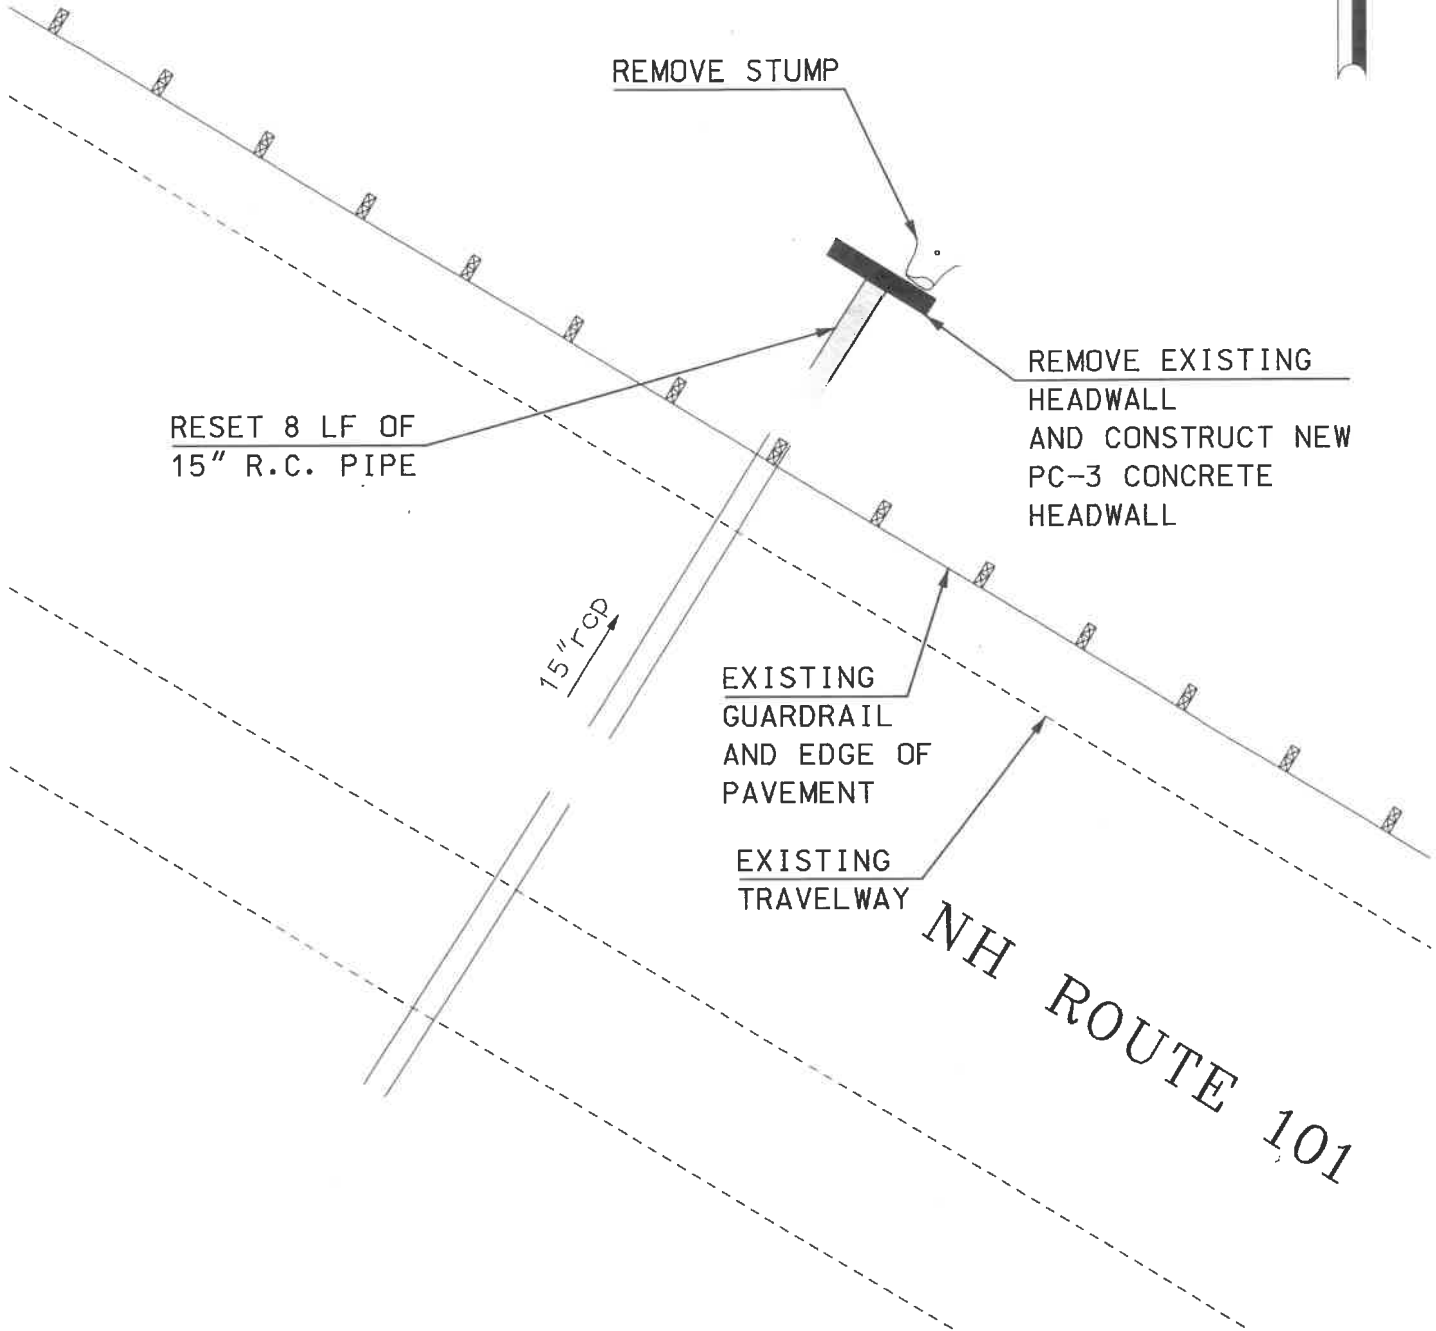 REMOVE STUMP
REMOVE EXISTING
HEADWALL
AND CONSTRUCT NEW
PC-3 CONCRETE
HEADWALL
RESET 8 LF OF
15" R.C. PIPE
15"rcp
EXISTING
GUARDRAIL
AND EDGE OF
PAVEMENT
EXISTING
TRAVELWAY
NH ROUTE 101